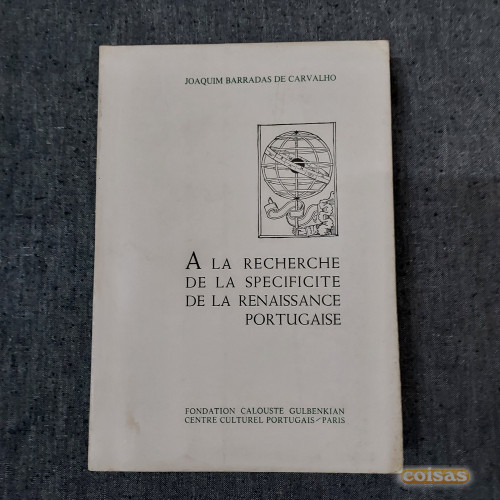 JOAQUIM BARRADAS DE CARVALHO
A LA RECHERCHE
DE LA SPECIFICITE
DE LA RENAISSANCE
PORTUGAISE
FONDATION CALOUSTE GULBENKIAN
CENTRE CULTUREL PORTUGAIS/PARIS
coisas